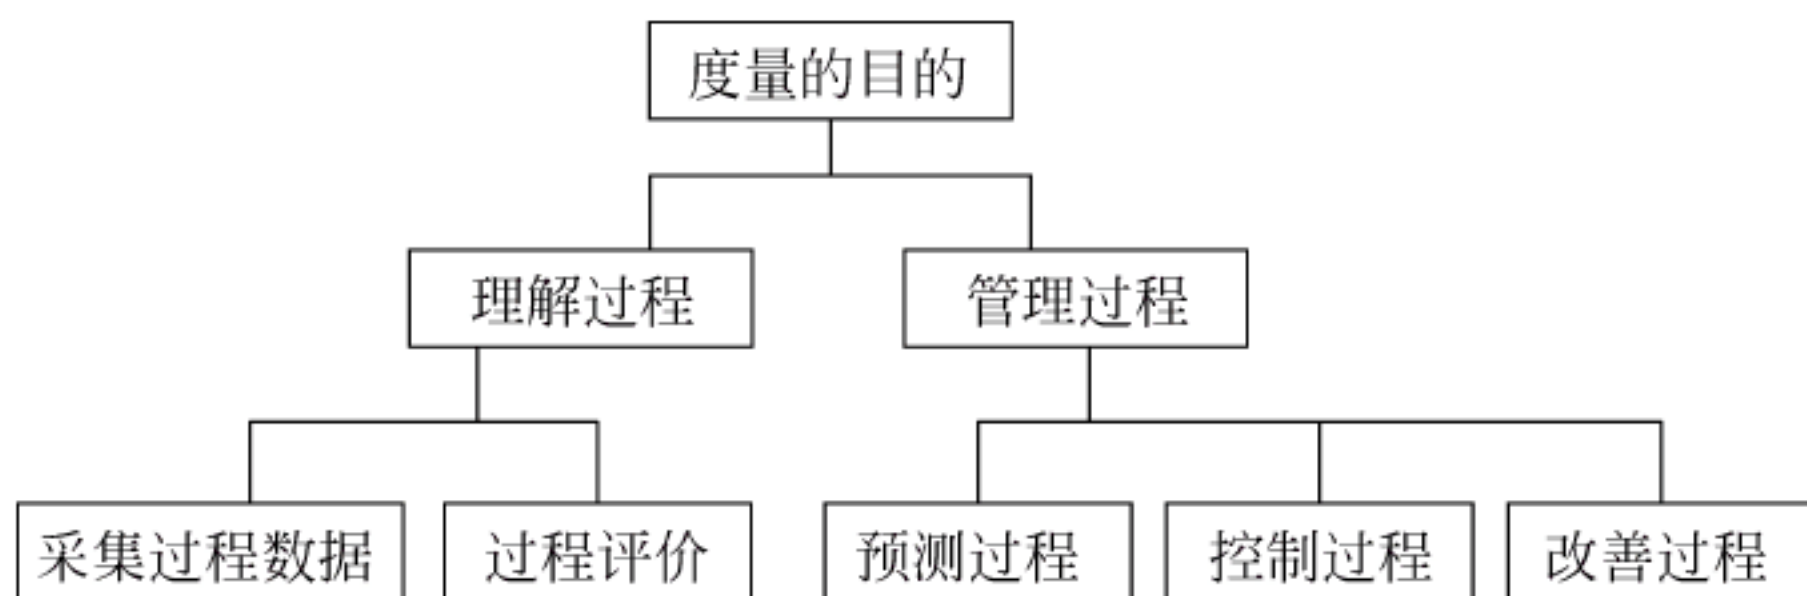 度量的目的
理解过程
管理过程
采集过程数据
过程评价
预测过程
控制过程
改善过程